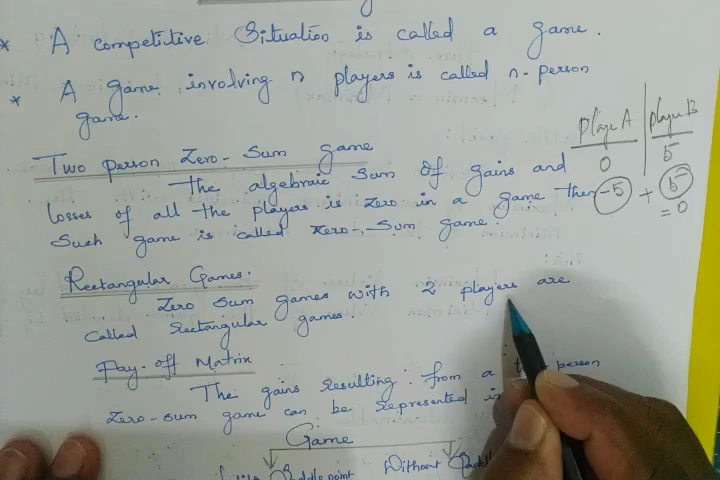 * A competitive Situation is called a game.
* A game involving n players is called n-person
game.
Two person Zero-Sum game
The algebraic sum of gains and
losses of all the players is zero in a game then
Such game is called zero-Sum game.
Player A | Player B
0 5
-5 + 5
= 0
Rectangular Games.
Zero sum games with 2 players are
called Rectangular games.
Pay-off Matrix
The gains resulting from a person
Zero-sum game can be represented
Game
Saddle point Without